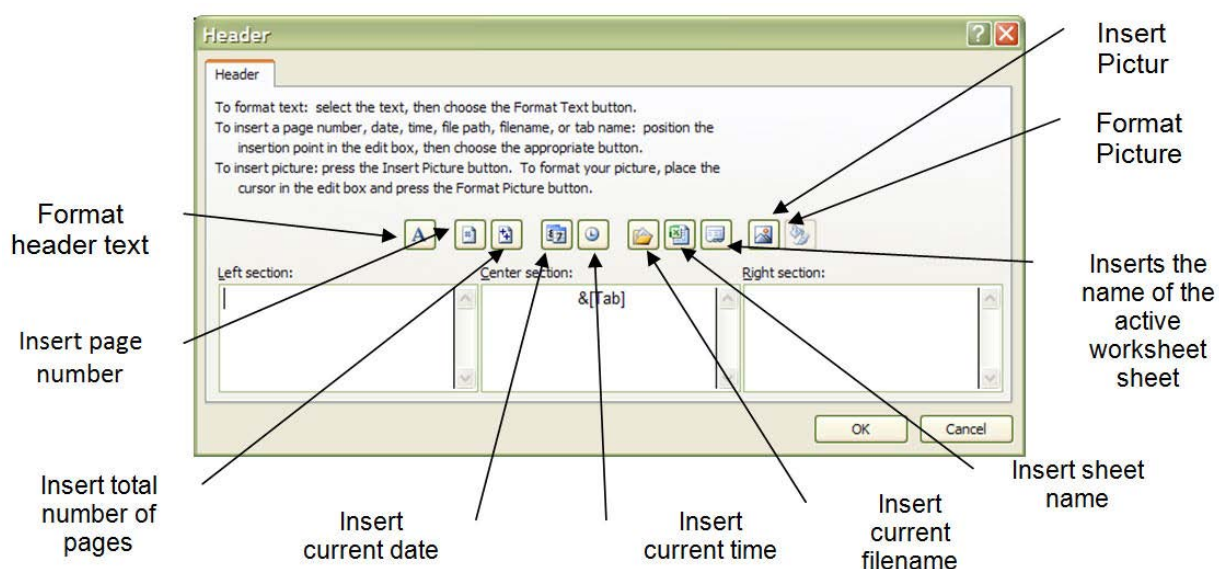 Header
Header
To format text: select the text, then choose the Format Text button.
To insert a page number, date, time, file path, filename, or tab name: position the
insertion point in the edit box, then choose the appropriate button.
To insert picture: press the Insert Picture button. To format your picture, place the
cursor in the edit box and press the Format Picture button.
A
Left section:
Center section:
&[Tab]
Right section:
OK
Cancel
Insert
Pictur
Format
Picture
Format
header text
Inserts the
name of the
active
worksheet
sheet
Insert page
number
Insert total
number of
pages
Insert
current date
Insert
current time
Insert
current
filename
Insert sheet
name